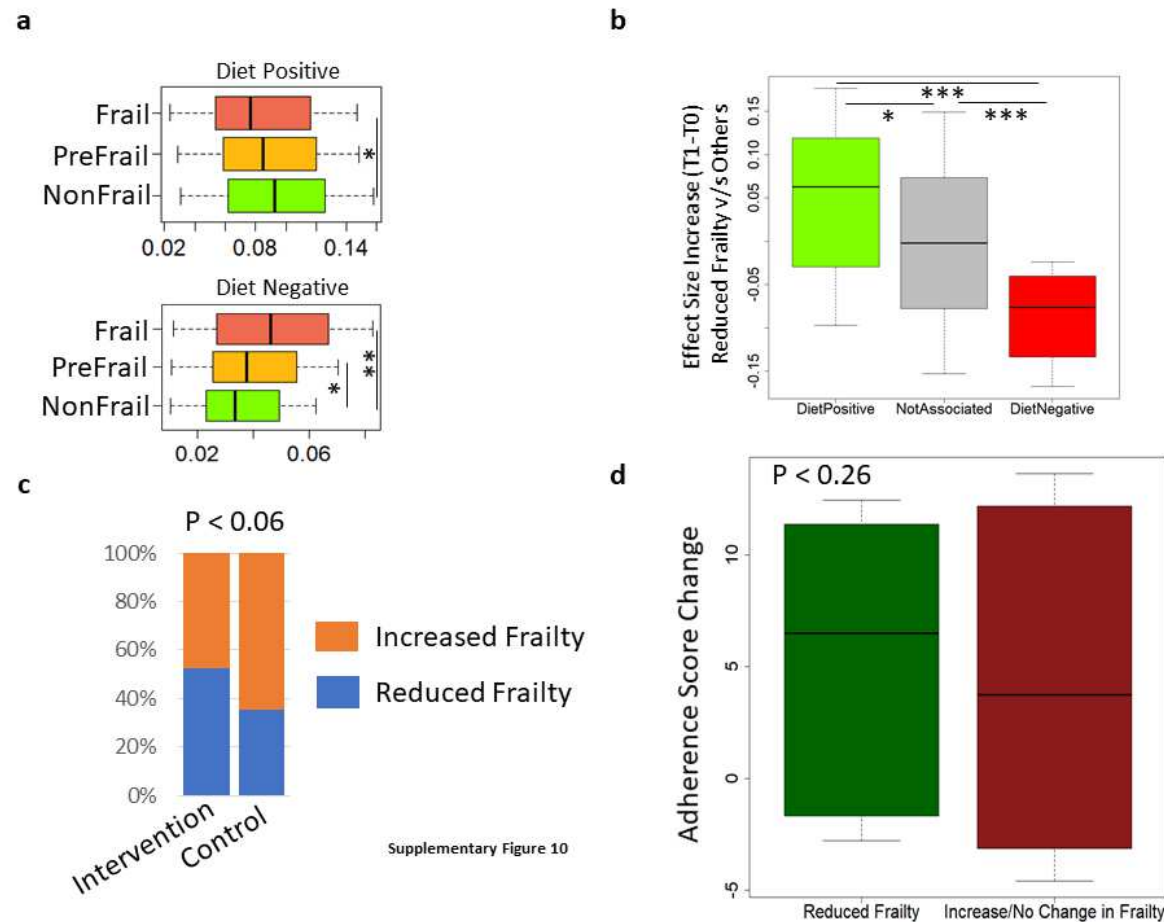 a
Diet Positive
Frail
PreFrail
NonFrail
*
0.02 0.08 0.14
Diet Negative
Frail
PreFrail
NonFrail
*
**
0.02 0.06
b
Effect Size Increase (T1-T0)
Reduced Frailty v/s Others
0.15
0.10
0.05
-0.05
-0.15
***
* ***
DietPositive NotAssociated DietNegative
c
P < 0.06
100%
80%
60%
40%
20%
0%
Intervention
Control
Increased Frailty
Reduced Frailty
d
P < 0.26
Adherence Score Change
10
5
0
-5
Reduced Frailty Increase/No Change in Frailty
Supplementary Figure 10